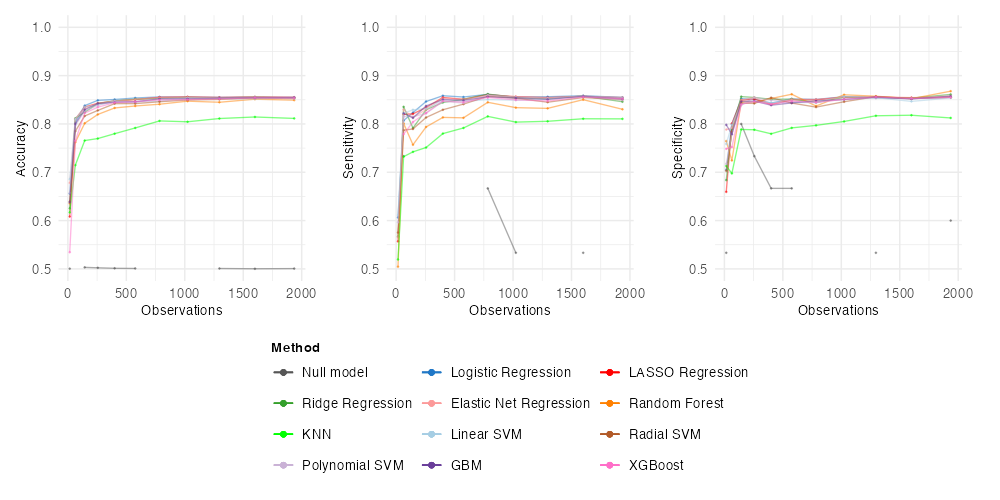 1.0
0.9
0.8
0.7
0.6
0.5
Accuracy
0 500 1000 1500 2000
Observations
1.0
0.9
0.8
0.7
0.6
0.5
Sensitivity
0 500 1000 1500 2000
Observations
1.0
0.9
0.8
0.7
0.6
0.5
Specificity
0 500 1000 1500 2000
Observations
Method
Null model Logistic Regression LASSO Regression
Ridge Regression Elastic Net Regression Random Forest
KNN Linear SVM Radial SVM
Polynomial SVM GBM XGBoost